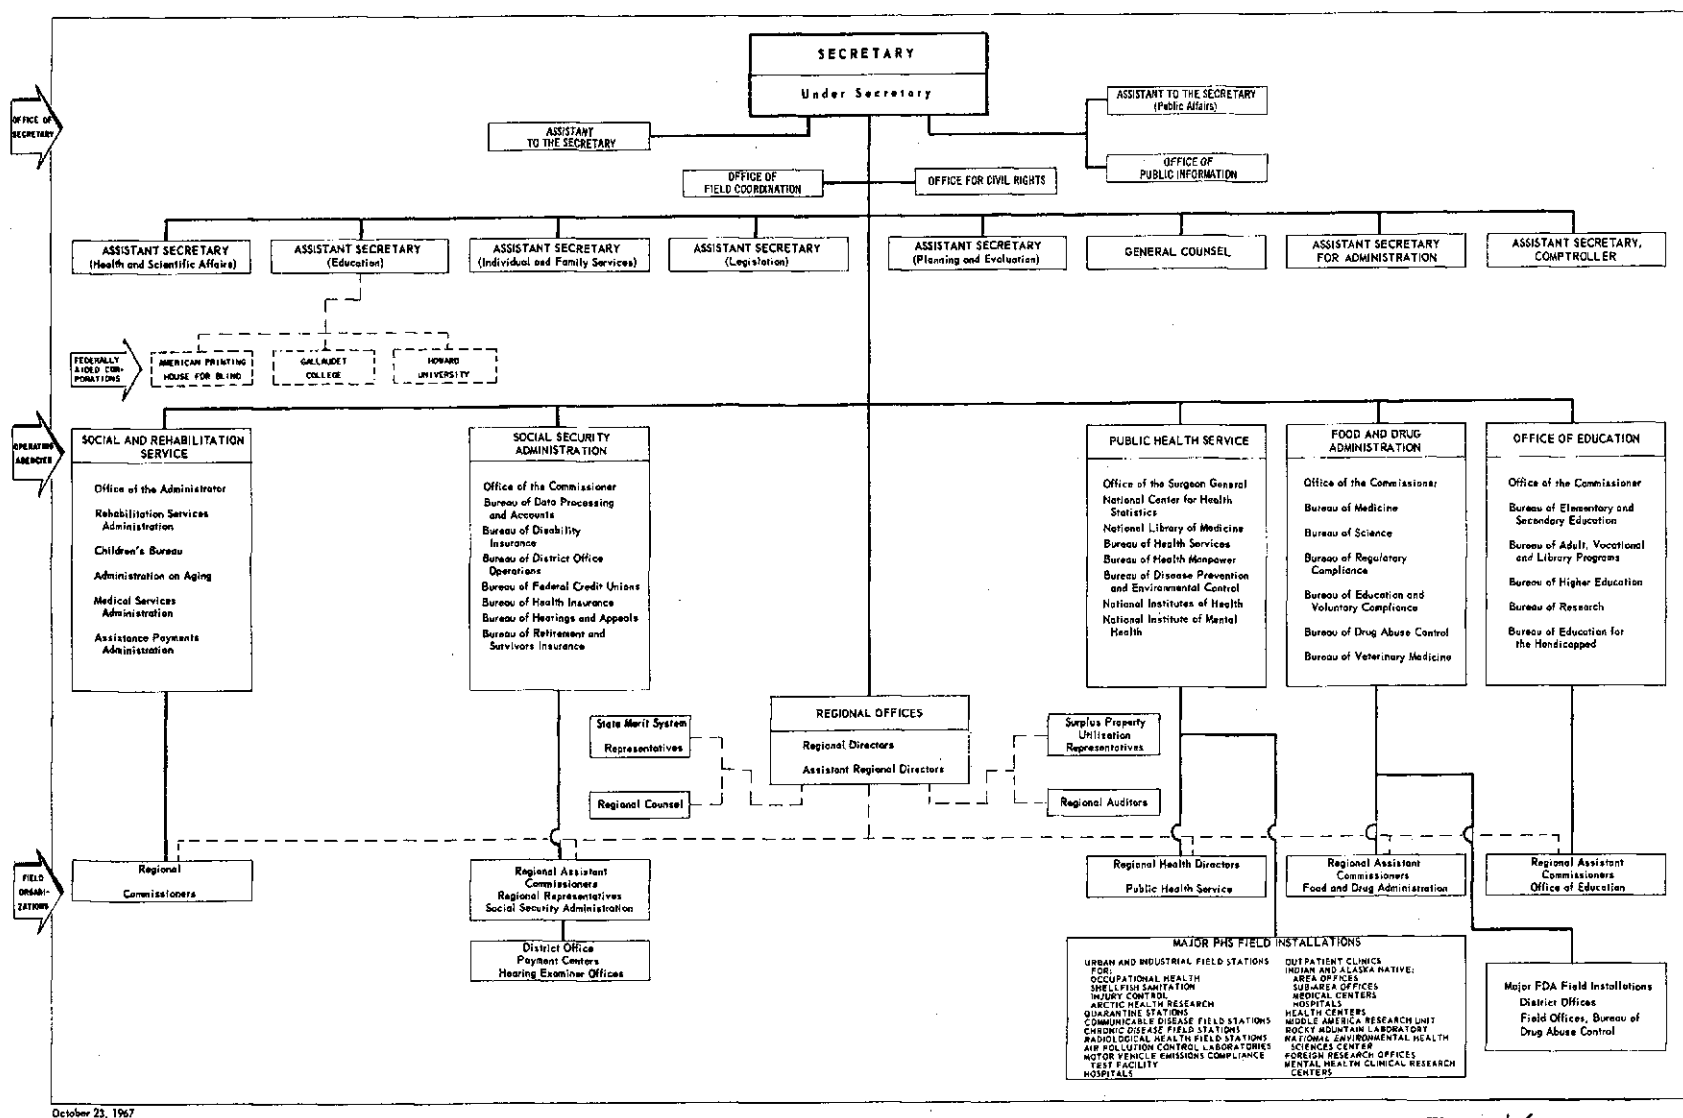 SECRETARY
Under Secretary
OFFICE OF
SECRETARY
ASSISTANT
TO THE SECRETARY
ASSISTANT TO THE SECRETARY
(Public Affairs)
OFFICE OF
PUBLIC INFORMATION
OFFICE OF
FIELD COORDINATION
OFFICE FOR CIVIL RIGHTS
ASSISTANT SECRETARY
(Health and Scientific Affairs)
ASSISTANT SECRETARY
(Education)
ASSISTANT SECRETARY
(Individual and Family Services)
ASSISTANT SECRETARY
(Legislation)
ASSISTANT SECRETARY
(Planning and Evaluation)
GENERAL COUNSEL
ASSISTANT SECRETARY
FOR ADMINISTRATION
ASSISTANT SECRETARY,
COMPTROLLER
FEDERALLY
AIDED COR-
PORATIONS
AMERICAN PRINTING
HOUSE FOR BLIND
GALLAUDET
COLLEGE
HOWARD
UNIVERSITY
OPERATING
AGENCIES
SOCIAL AND REHABILITATION
SERVICE
Office of the Administrator
Rehabilitation Services
Administration
Children's Bureau
Administration on Aging
Medical Services
Administration
Assistance Payments
Administration
SOCIAL SECURITY
ADMINISTRATION
Office of the Commissioner
Bureau of Data Processing
and Accounts
Bureau of Disability
Insurance
Bureau of District Office
Operations
Bureau of Federal Credit Unions
Bureau of Health Insurance
Bureau of Hearings and Appeals
Bureau of Retirement and
Survivors Insurance
PUBLIC HEALTH SERVICE
Office of the Surgeon General
National Center for Health
Statistics
National Library of Medicine
Bureau of Health Services
Bureau of Health Manpower
Bureau of Disease Prevention
and Environmental Control
National Institutes of Health
National Institute of Mental
Health
FOOD AND DRUG
ADMINISTRATION
Office of the Commissioner
Bureau of Medicine
Bureau of Science
Bureau of Regulatory
Compliance
Bureau of Education and
Voluntary Compliance
Bureau of Drug Abuse Control
Bureau of Veterinary Medicine
OFFICE OF EDUCATION
Office of the Commissioner
Bureau of Elementary and
Secondary Education
Bureau of Adult, Vocational
and Library Programs
Bureau of Higher Education
Bureau of Research
Bureau of Education for
the Handicapped
REGIONAL OFFICES
Regional Directors
Assistant Regional Directors
State Merit System
Representatives
Regional Counsel
Surplus Property
Utilization
Representatives
Regional Auditors
FIELD
ORGANI-
ZATIONS
Regional
Commissioners
Regional Assistant
Commissioners
Regional Representatives
Social Security Administration
District Office
Payment Centers
Hearing Examiner Offices
Regional Health Directors
Public Health Service
Regional Assistant
Commissioners
Food and Drug Administration
Regional Assistant
Commissioners
Office of Education
MAJOR PHS FIELD INSTALLATIONS
URBAN AND INDUSTRIAL FIELD STATIONS
FOR:
OCCUPATIONAL HEALTH
SHELLFISH SANITATION
INJURY CONTROL
ARCTIC HEALTH RESEARCH
QUARANTINE STATIONS
COMMUNICABLE DISEASE FIELD STATIONS
CHRONIC DISEASE FIELD STATIONS
RADIOLOGICAL HEALTH FIELD STATIONS
AIR POLLUTION CONTROL LABORATORIES
MOTOR VEHICLE EMISSIONS COMPLIANCE
TEST FACILITY
HOSPITALS
OUTPATIENT CLINICS
INDIAN AND ALASKA NATIVE:
AREA OFFICES
SUB-AREA OFFICES
MEDICAL CENTERS
HOSPITALS
HEALTH CENTERS
MIDDLE AMERICA RESEARCH UNIT
ROCKY MOUNTAIN LABORATORY
NATIONAL ENVIRONMENTAL HEALTH
SCIENCES CENTER
FOREIGN RESEARCH OFFICES
MENTAL HEALTH CLINICAL RESEARCH
CENTERS
Major FDA Field Installations
District Offices
Field Offices, Bureau of
Drug Abuse Control
October 23, 1967